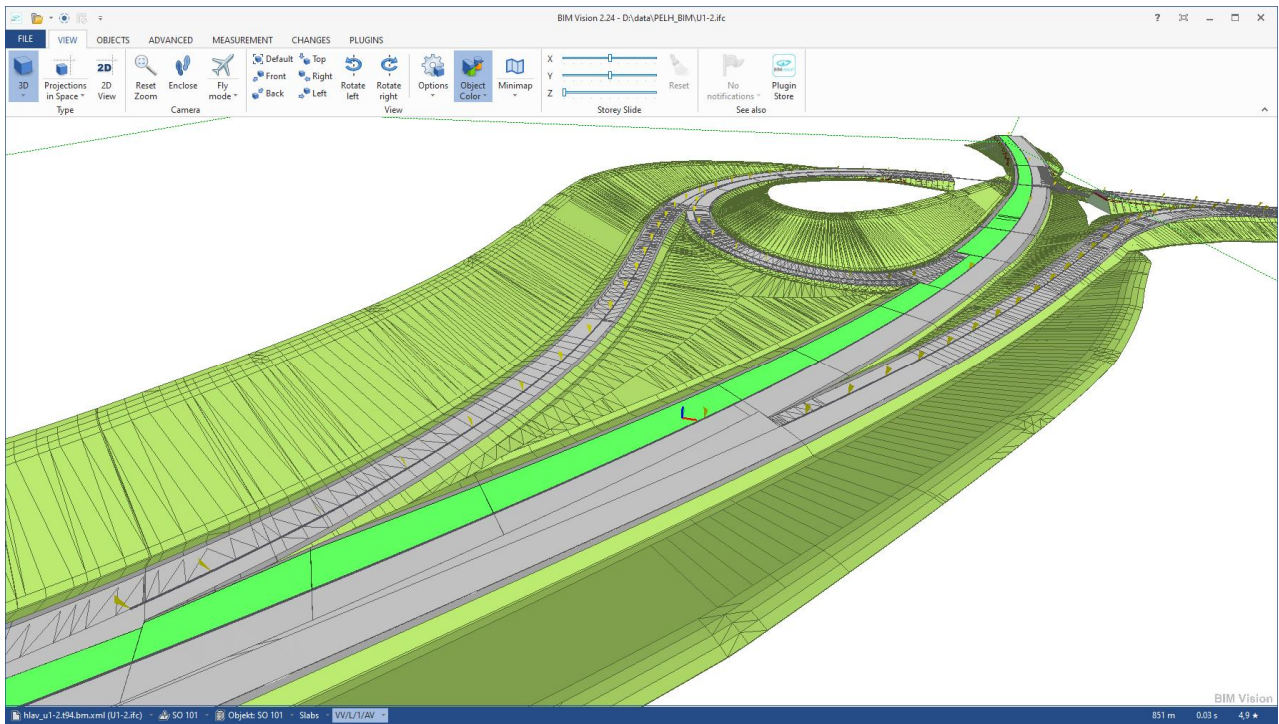 BIM Vision 2.24 - D:\data\PELH_BIM\U1-2.ifc
FILE VIEW OBJECTS ADVANCED MEASUREMENT CHANGES PLUGINS
3D
Projections in Space
2D
2D View
Type
Reset Zoom
Enclose
Fly mode
Camera
Default Top
Front Right
Back Left
Rotate left
Rotate right
Options
Object Color
Minimap
View
X
Y
Z
Reset
Storey Slide
No notifications
Plugin Store
See also
BIM Vision
hlav_u1-2.t94.bm.xml (U1-2.ifc) SO 101 Objekt: SO 101 Slabs VV/L/1/AV 851 m 0.03 s 4,9 ★